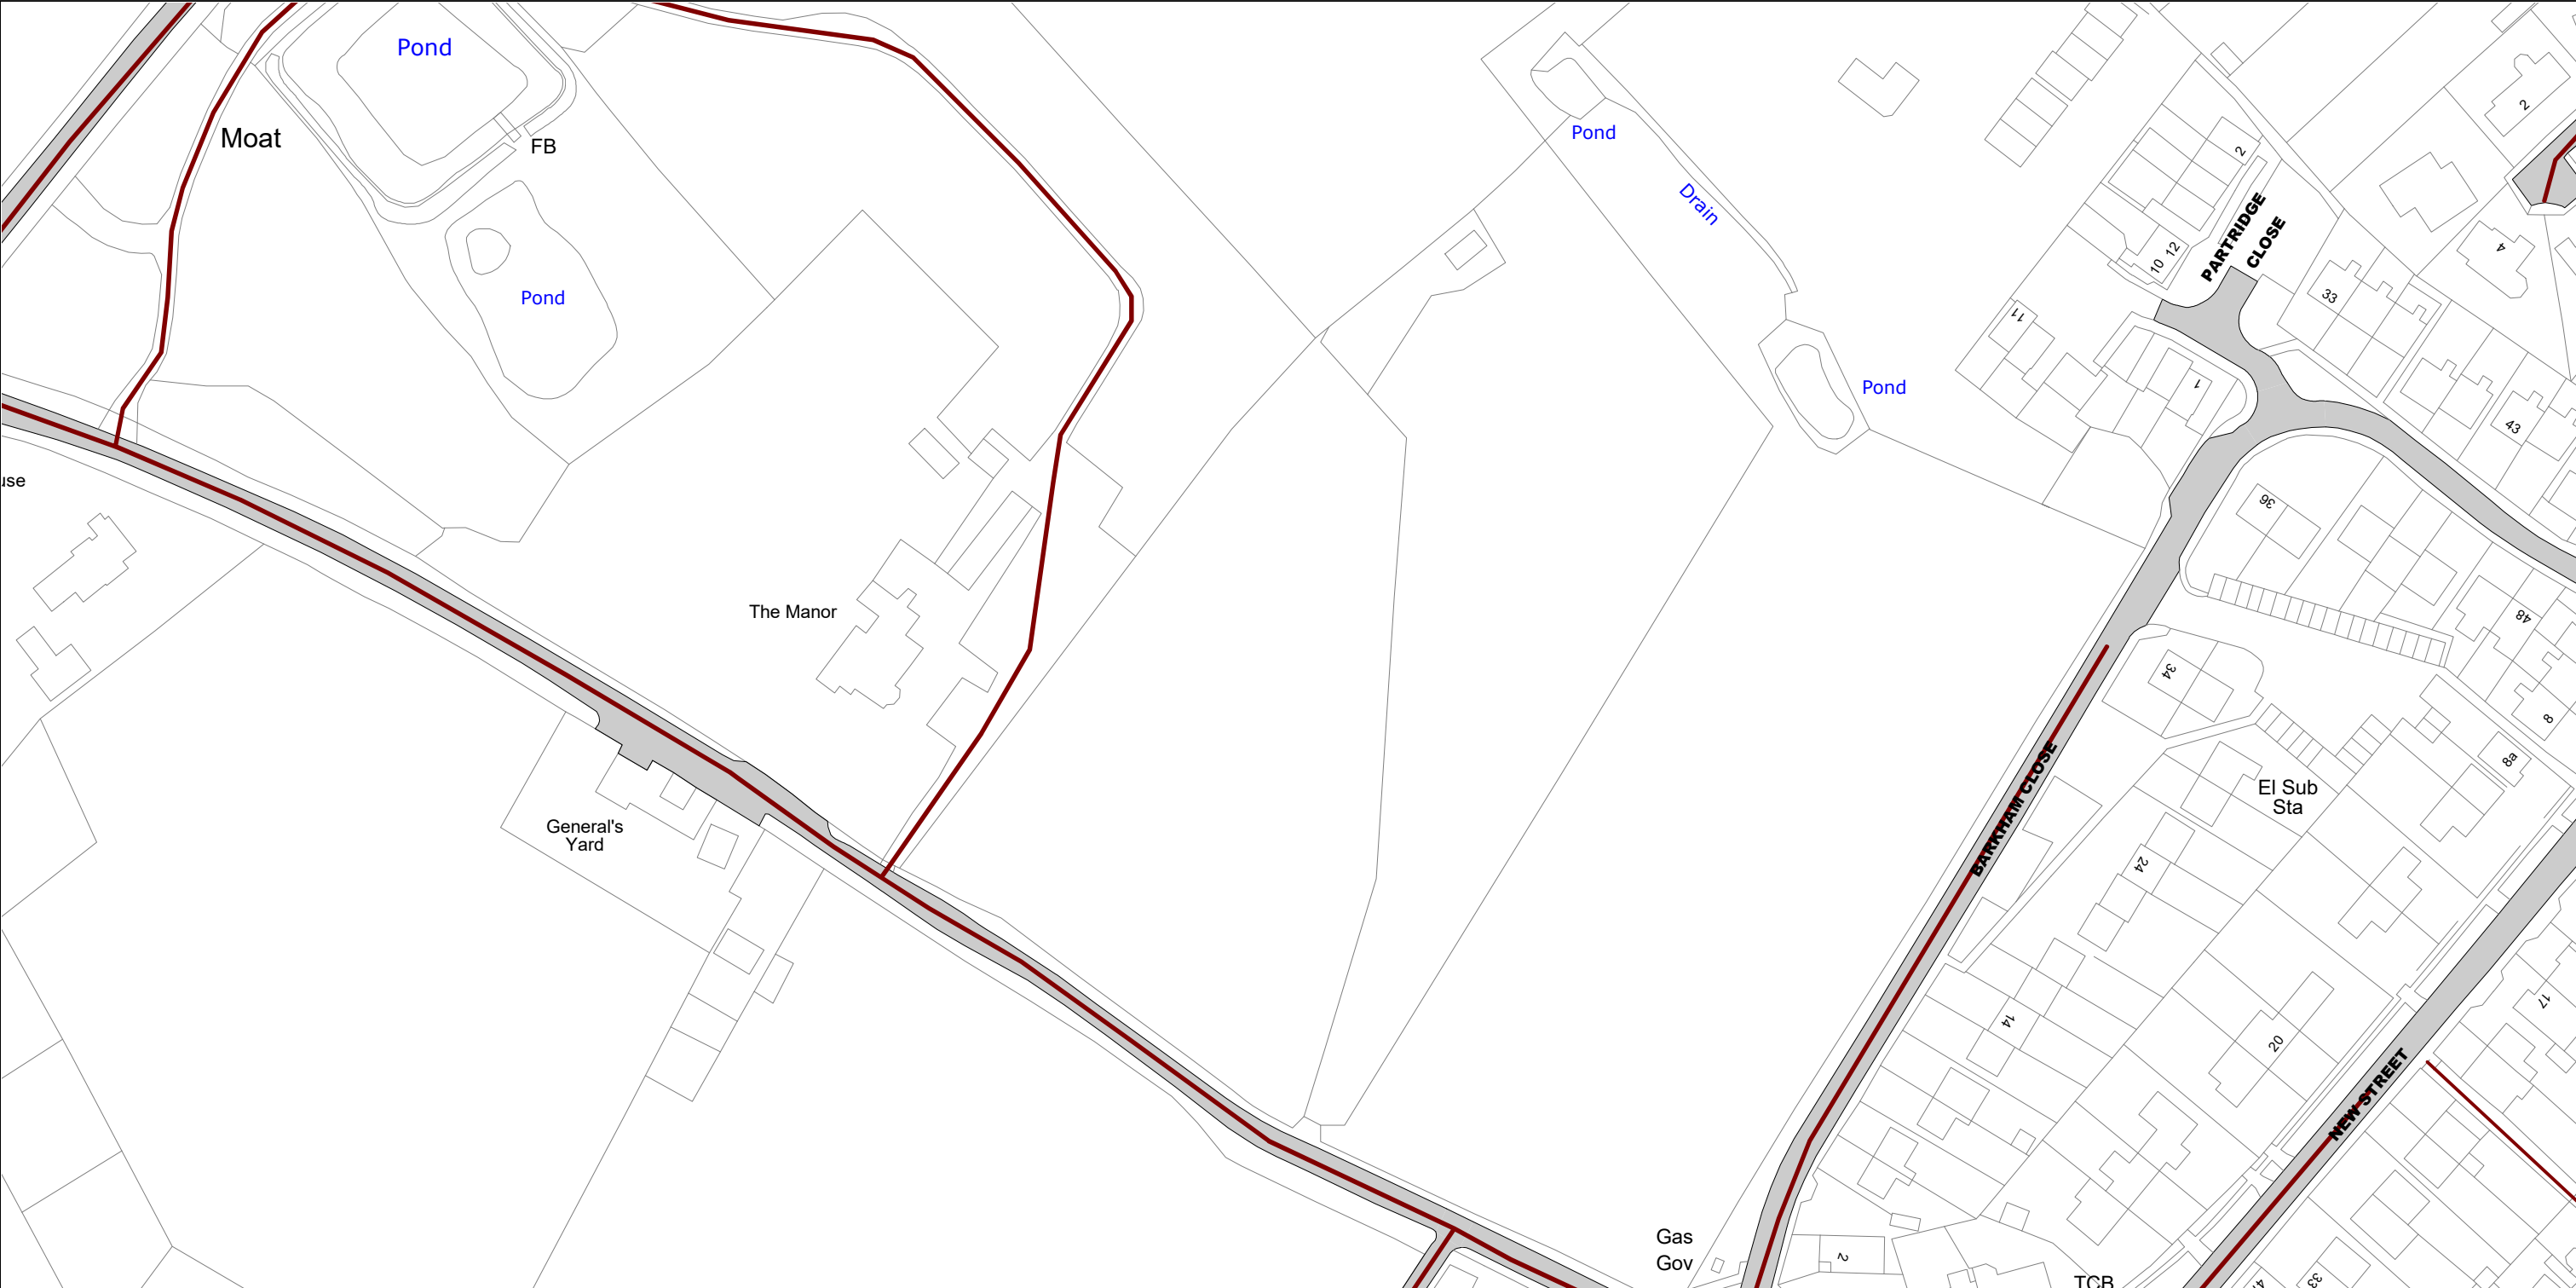 Pond
Moat
FB
Pond
Pond
Drain
Pond
2
2
PARTRIDGE
CLOSE
10 12
4
33
11
1
43
36
48
34
8
8a
use
The Manor
General's
Yard
BARKHAM CLOSE
El Sub
Sta
24
14
17
20
NEW STREET
Gas
Gov
2
TCB
33